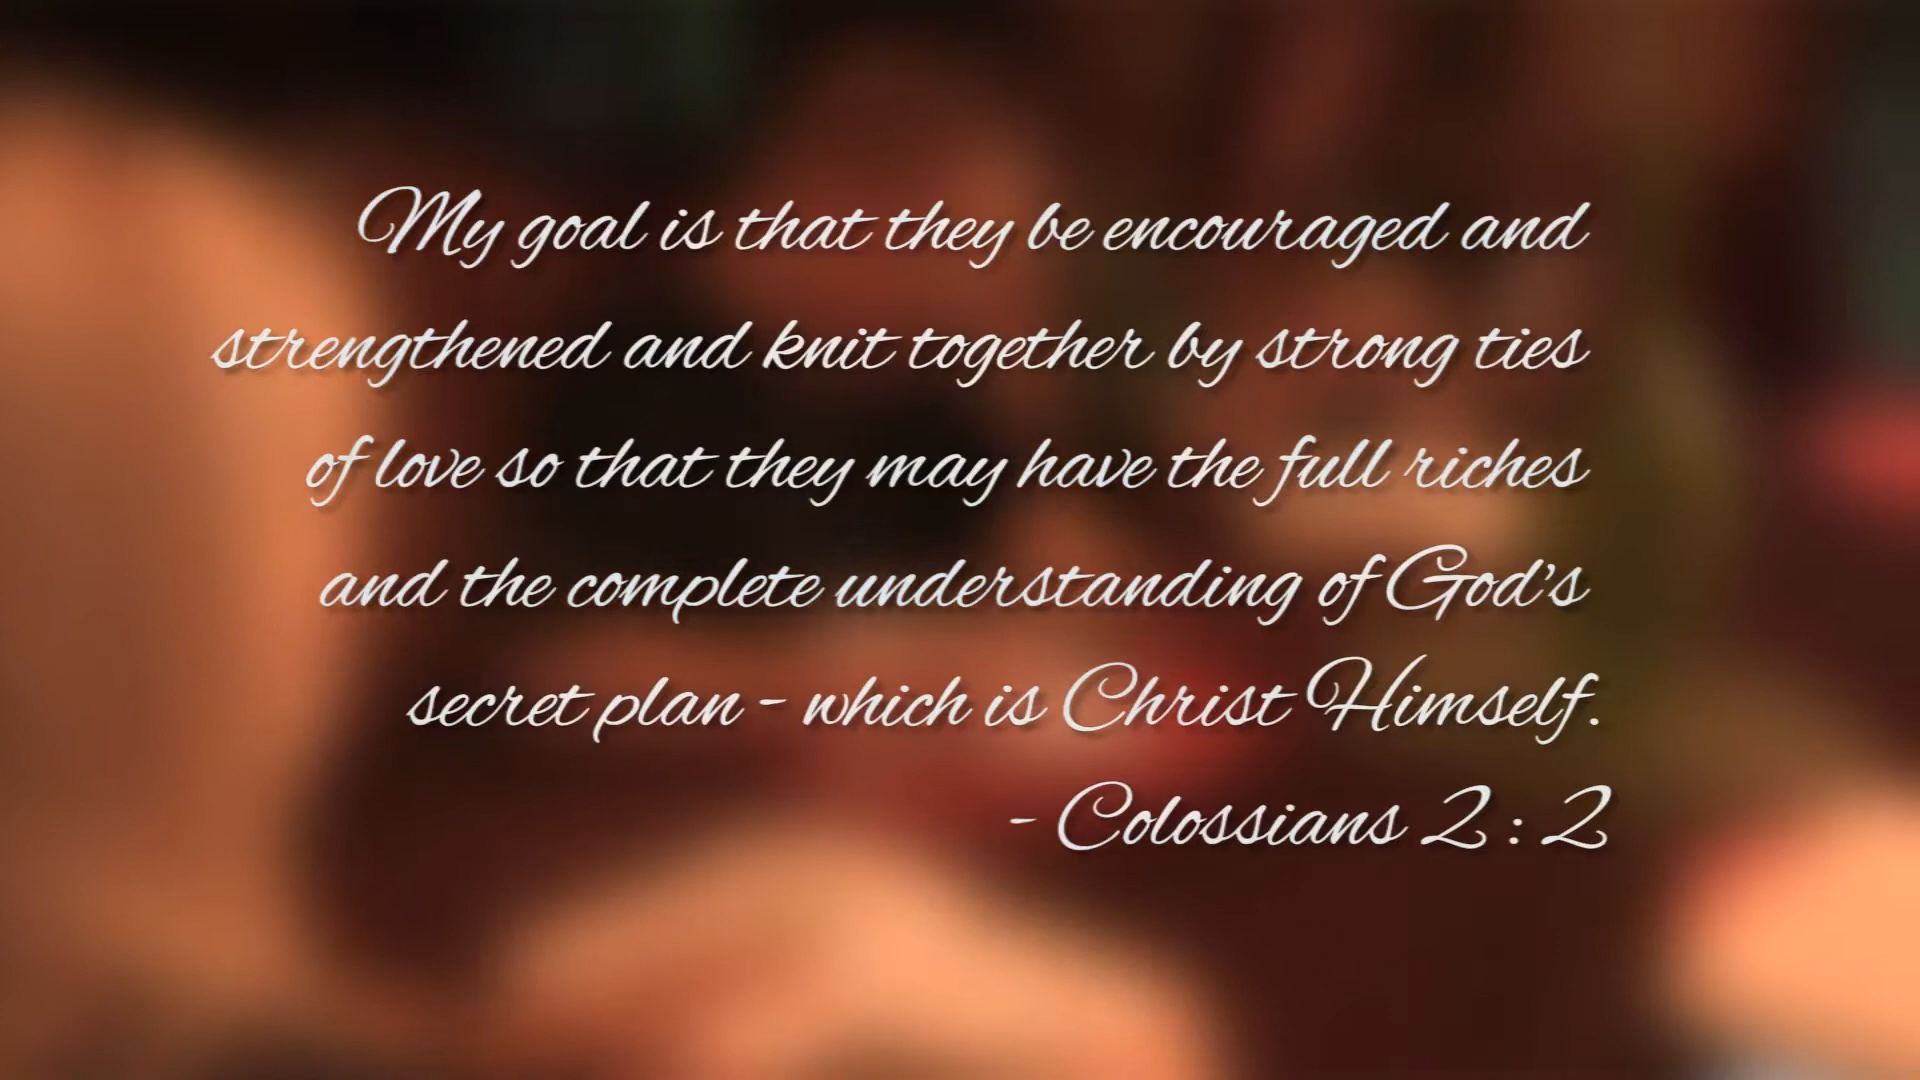 My goal is that they be encouraged and
strengthened and knit together by strong ties
of love so that they may have the full riches
and the complete understanding of God's
secret plan - which is Christ Himself.
- Colossians 2 : 2